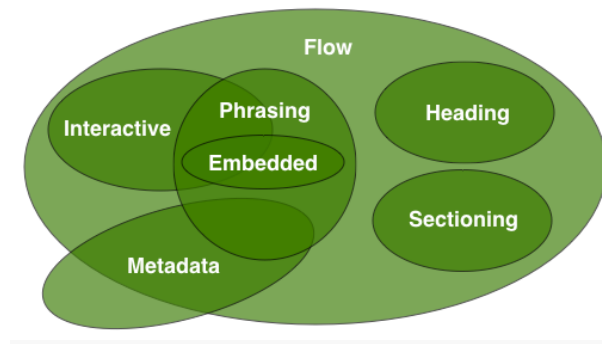 Flow
Phrasing
Interactive
Heading
Embedded
Sectioning
Metadata